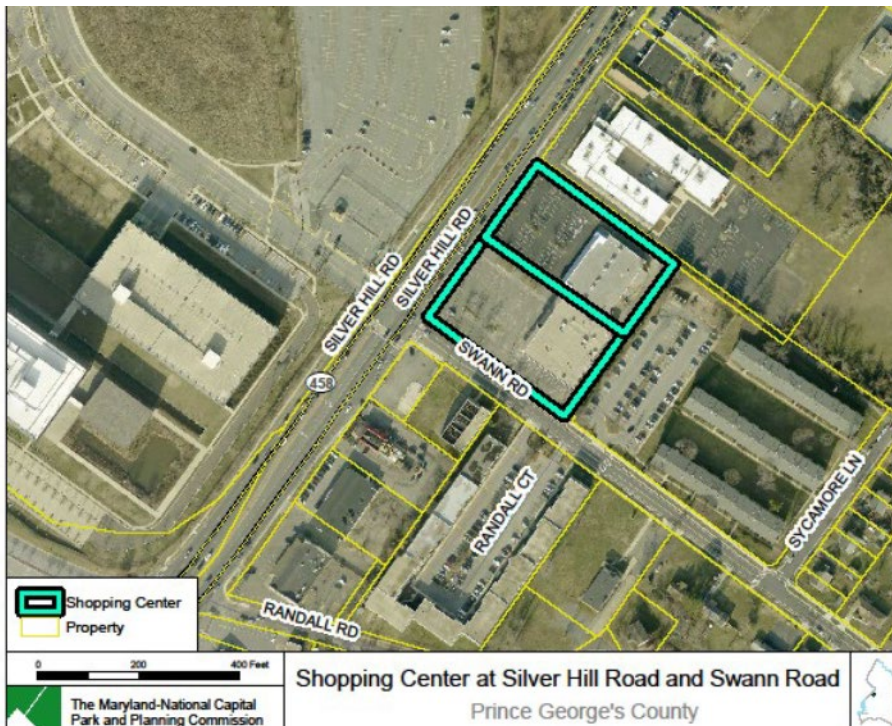 SILVER HILL RD
SILVER HILL RD
458
SWANN RD
RANDALL CT
SYCAMORE LN
RANDALL RD
Shopping Center
Property
0 200 400 Feet
The Maryland-National Capital
Park and Planning Commission
Shopping Center at Silver Hill Road and Swann Road
Prince George's County